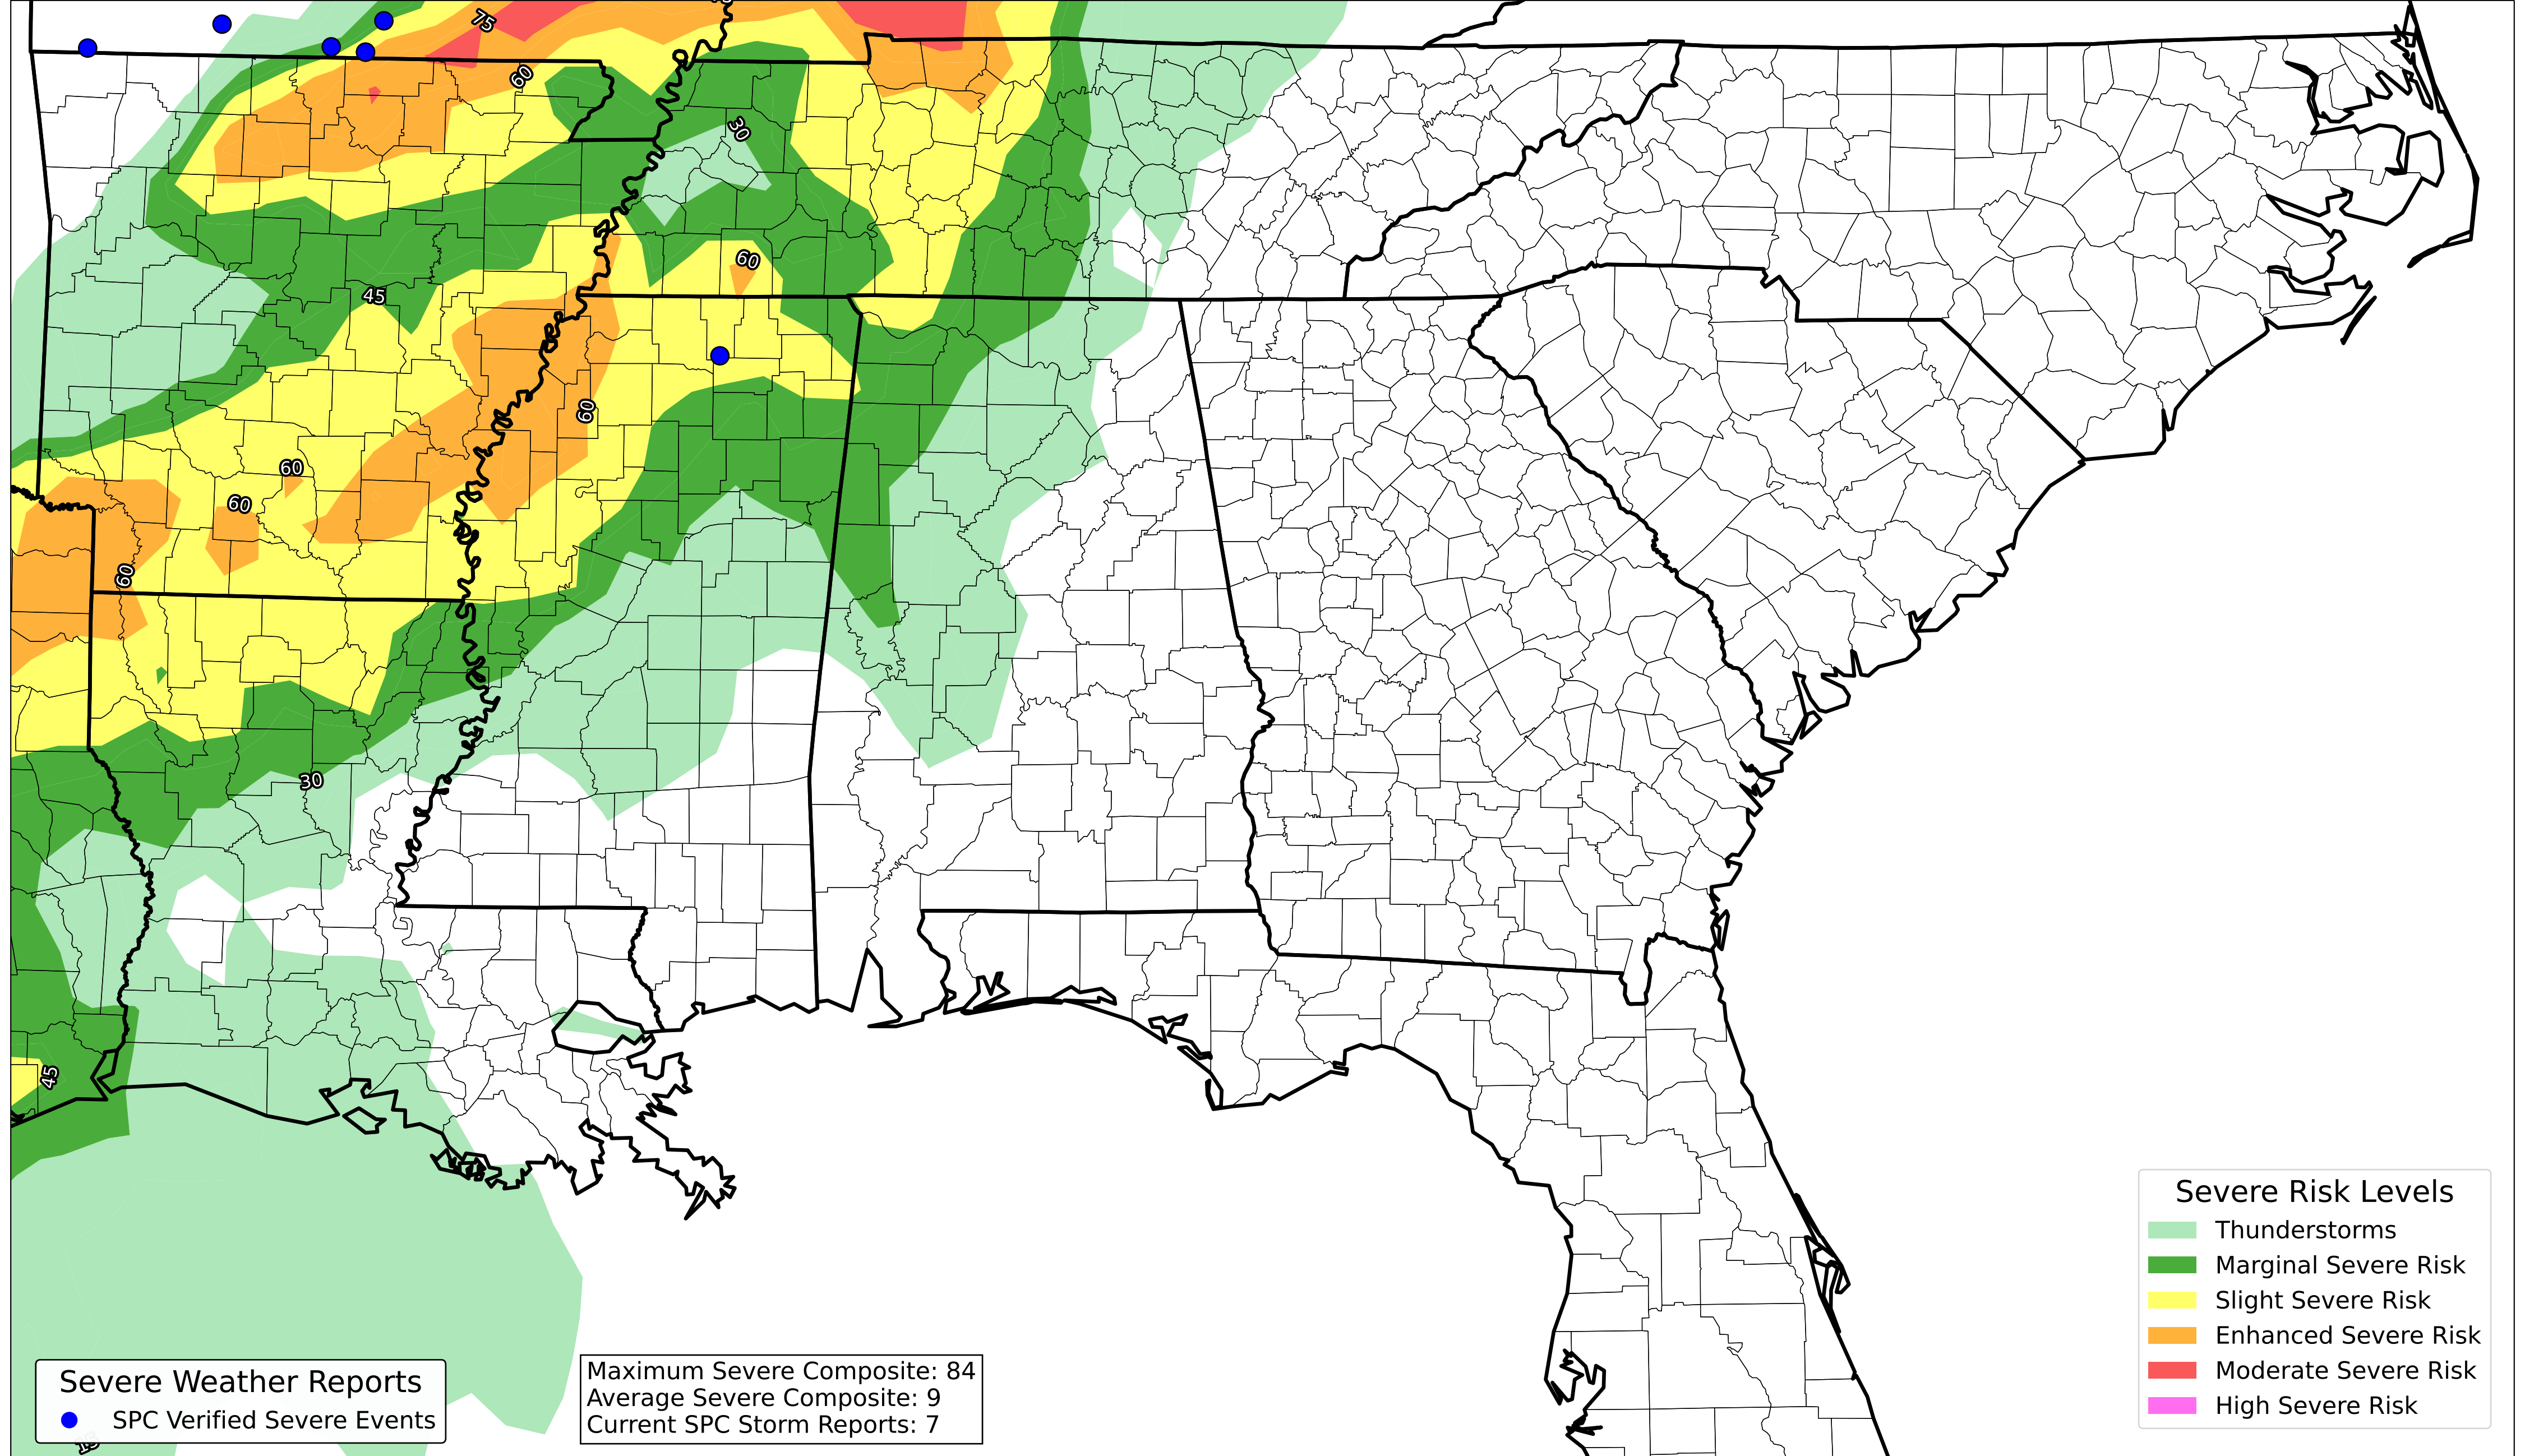 75
60
30
60
45
60
60
60
60
30
45
15
Severe Risk Levels
Thunderstorms
Marginal Severe Risk
Slight Severe Risk
Enhanced Severe Risk
Moderate Severe Risk
High Severe Risk
Severe Weather Reports
SPC Verified Severe Events
Maximum Severe Composite: 84
Average Severe Composite: 9
Current SPC Storm Reports: 7